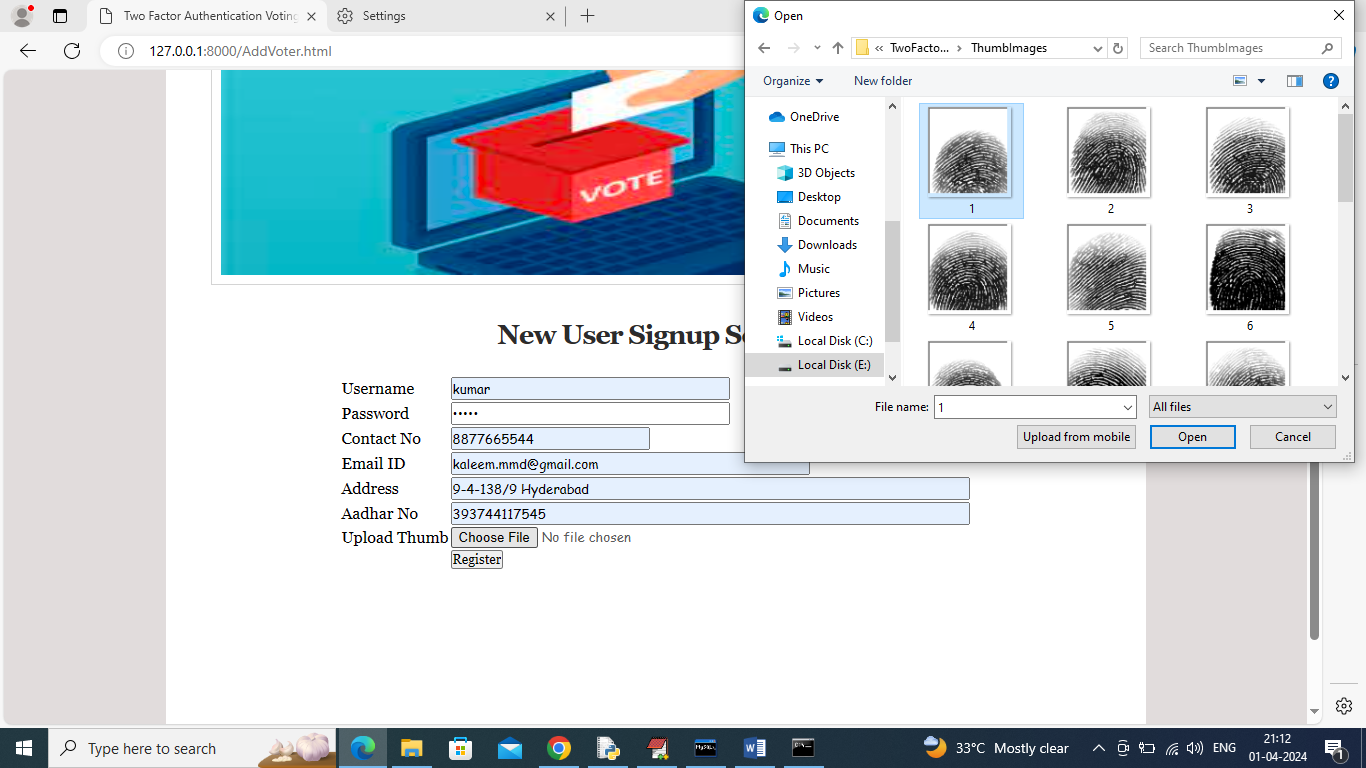 Two Factor Authentication Voting
Settings
127.0.0.1:8000/AddVoter.html
VOTE
New User Signup S
Username kumar
Password •••••
Contact No 8877665544
Email ID kaleem.mmd@gmail.com
Address 9-4-138/9 Hyderabad
Aadhar No 393744117545
Upload Thumb Choose File No file chosen
Register
Open
« TwoFacto... › ThumbImages
Search ThumbImages
Organize
New folder
OneDrive
This PC
3D Objects
Desktop
Documents
Downloads
Music
Pictures
Videos
Local Disk (C:)
Local Disk (E:)
1
2
3
4
5
6
File name: 1
All files
Upload from mobile
Open
Cancel
Type here to search
33°C Mostly clear
ENG
21:12
01-04-2024
1